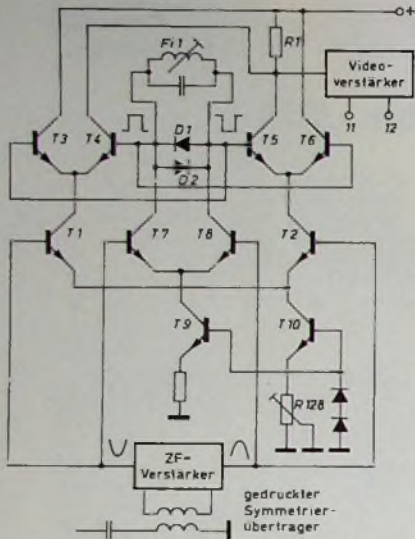 +
Fi1
R1
Video-
verstärker
11 12
T3 T4 D1 T5 T6
D2
T1 T7 T8 T2
T9 T10
R128
ZF-
Verstärker
gedruckter
Symmetrier-
übertrager